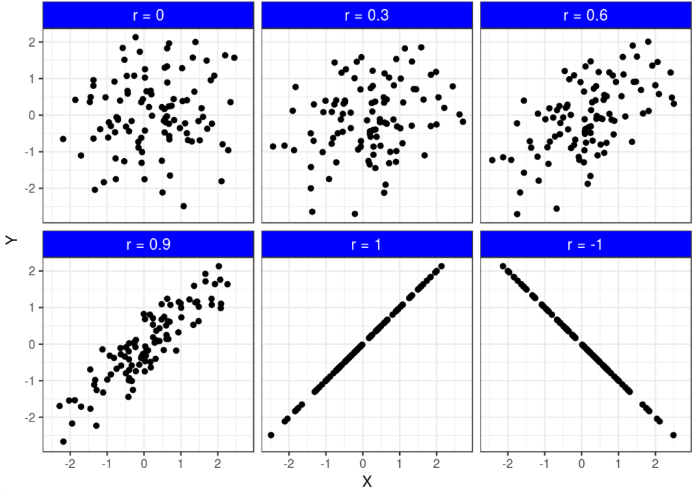 r = 0
r = 0.3
r = 0.6
2
1
0
-1
-2
Y
r = 0.9
r = 1
r = -1
2
1
0
-1
-2
-2 -1 0 1 2
-2 -1 0 1 2
-2 -1 0 1 2
X